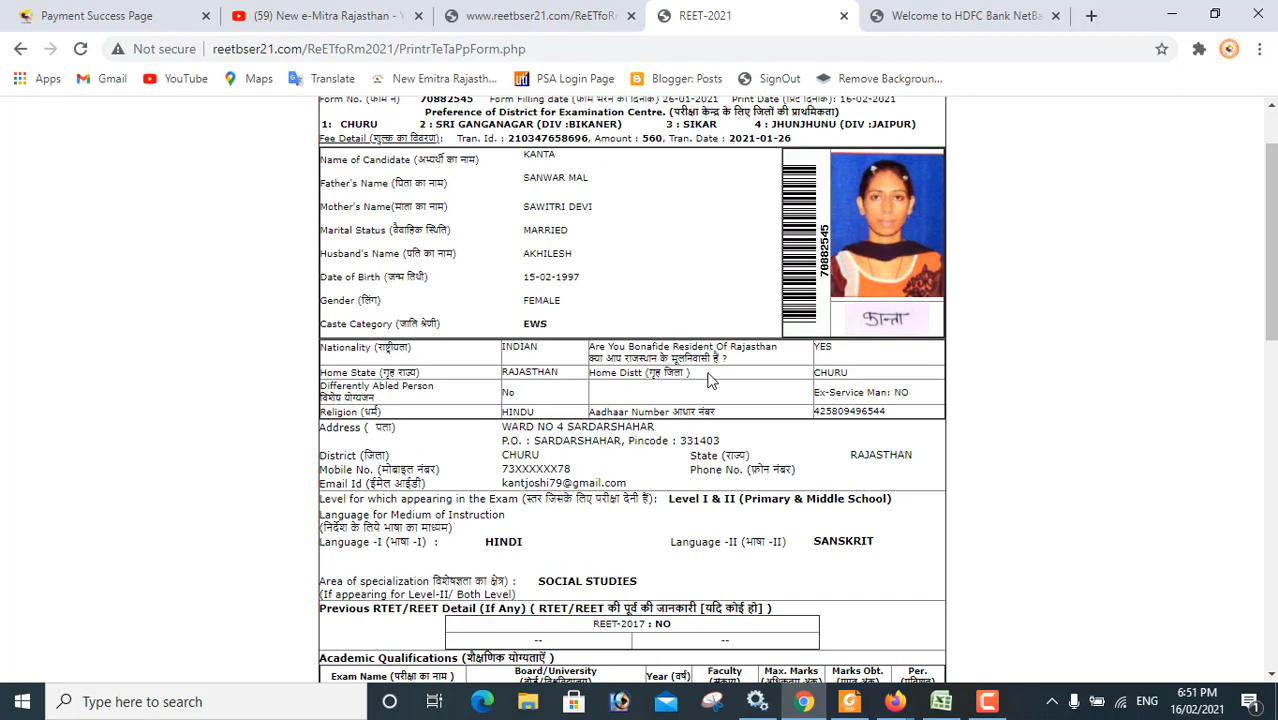 Payment Success Page
(59) New e-Mitra Rajasthan - Y
www.reetbser21.com/ReETfoRm
REET-2021
Welcome to HDFC Bank NetBa
Not secure reetbser21.com/ReETfoRm2021/PrintrTeTaPpForm.php
Apps Gmail YouTube Maps Translate New Emitra Rajasth... PSA Login Page Blogger: Posts SignOut Remove Backgroun...
Form No. (फॉर्म नं) 70882545 Form Filling date (फॉर्म भरने का दिनांक) 26-01-2021 Print Date (प्रिंट दिनांक) 16-02-2021
Preference of District for Examination Centre. (परीक्षा केन्द्र के लिए जिलों की प्राथमिकता)
1: CHURU 2 : SRI GANGANAGAR (DIV :BIKANER) 3 : SIKAR 4 : JHUNJHUNU (DIV :JAIPUR)
Fee Detail (शुल्क का विवरण): Tran. Id. : 210347658696, Amount : 560, Tran. Date : 2021-01-26
Name of Candidate (अभ्यर्थी का नाम) KANTA
Father's Name (पिता का नाम) SANWAR MAL
Mother's Name(माता का नाम) SAWITRI DEVI
Marital Status (वैवाहिक स्थिति) MARRIED
Husband's Name (पति का नाम) AKHILESH
Date of Birth (जन्म तिथी) 15-02-1997
Gender (लिंग) FEMALE
Caste Category (जाति श्रेणी) EWS
70882545
कान्ता
Nationality (राष्ट्रीयता) INDIAN Are You Bonafide Resident Of Rajasthan YES
क्या आप राजस्थान के मूलनिवासी हैं ?
Home State (गृह राज्य) RAJASTHAN Home Distt (गृह जिला ) CHURU
Differently Abled Person No Ex-Service Man: NO
विशेष योग्यजन
Religion (धर्म) HINDU Aadhaar Number आधार नंबर 425809496544
Address ( पता) WARD NO 4 SARDARSHAHAR
P.O. : SARDARSHAHAR, Pincode : 331403
District (जिला) CHURU State (राज्य) RAJASTHAN
Mobile No. (मोबाइल नंबर) 73XXXXXX78 Phone No. (फ़ोन नंबर)
Email Id (ईमेल आईडी) kantjoshi79@gmail.com
Level for which appearing in the Exam (स्तर जिसके लिए परीक्षा देनी हैं): Level I & II (Primary & Middle School)
Language for Medium of Instruction
(निर्देश के लिये भाषा का माध्यम)
Language -I (भाषा -I) : HINDI Language -II (भाषा -II) SANSKRIT
Area of specialization विशेषज्ञता का क्षेत्र) : SOCIAL STUDIES
(If appearing for Level-II/ Both Level)
Previous RTET/REET Detail (If Any) ( RTET/REET की पूर्व की जानकारी [यदि कोई हो] )
REET-2017 : NO
-- --
Academic Qualifications (शैक्षणिक योग्यताऐं )
Exam Name (परीक्षा का नाम ) Board/University Year (वर्ष) Faculty Max. Marks Marks Obt. Per.
Type here to search
ENG 6:51 PM
16/02/2021
1